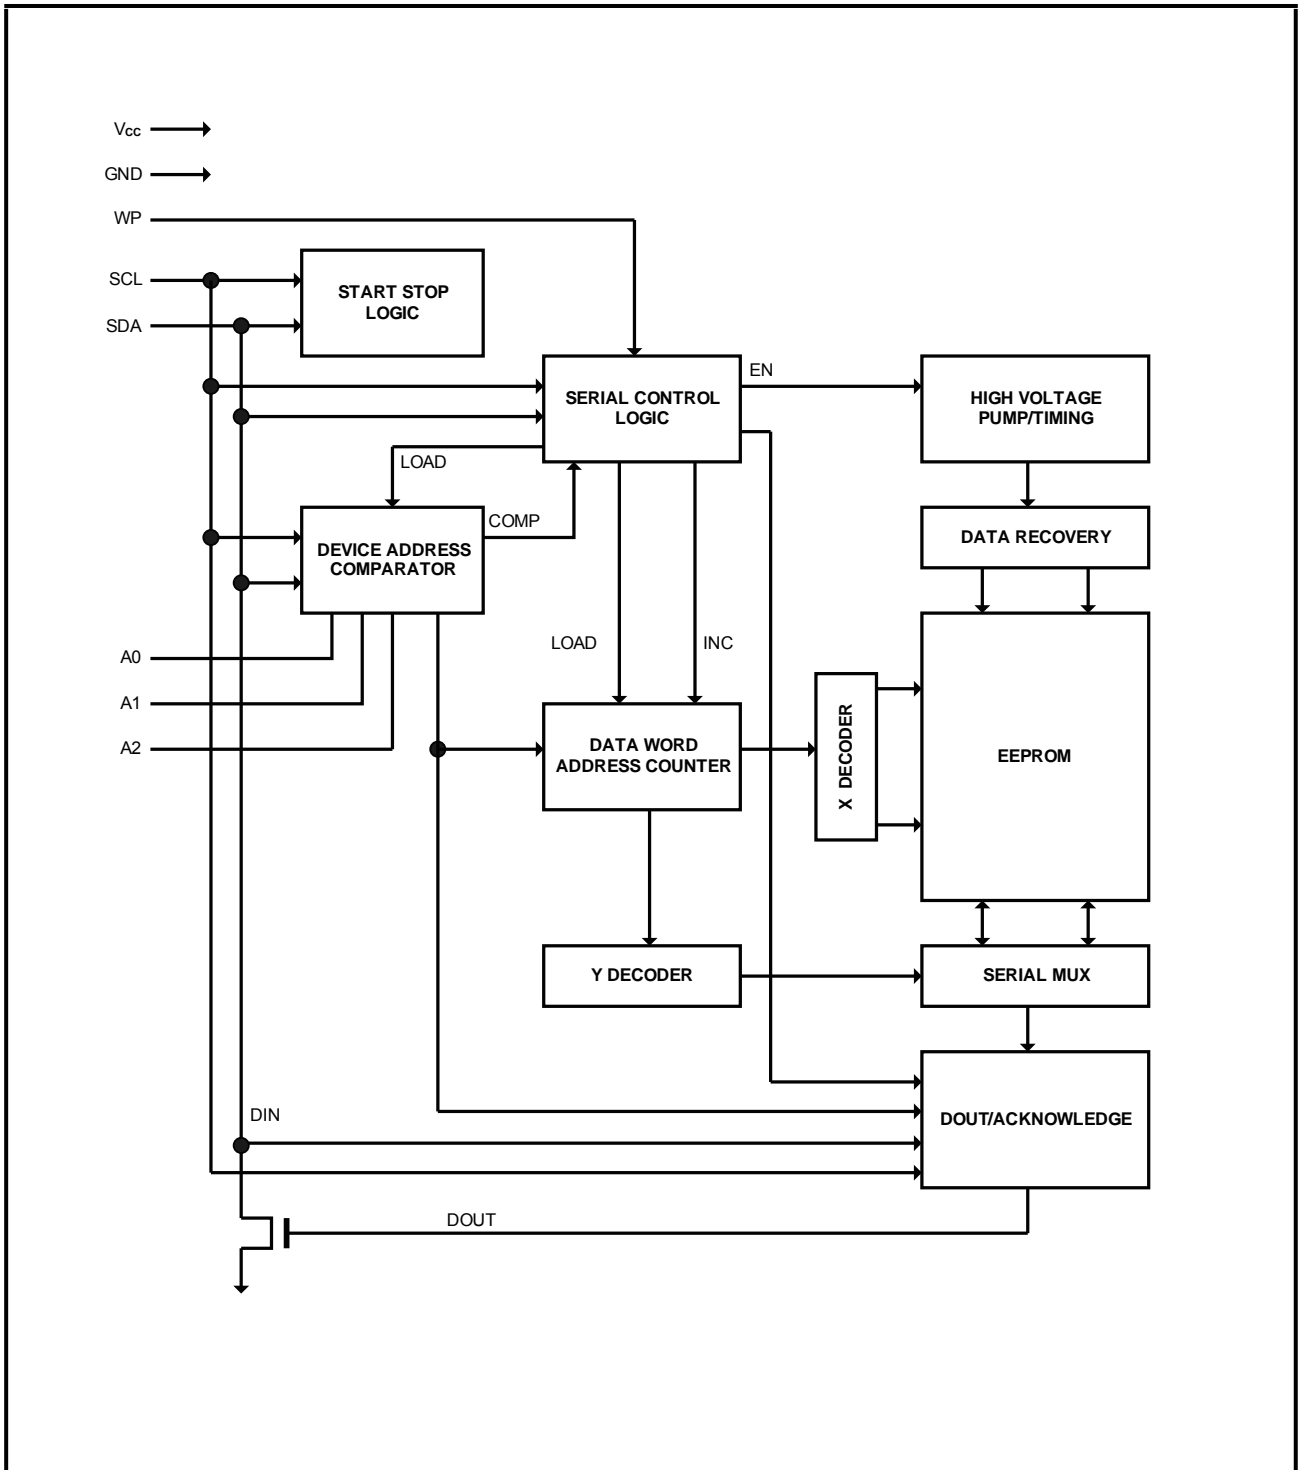 Vcc
GND
WP
SCL
SDA
START STOP
LOGIC
SERIAL CONTROL
LOGIC
EN
HIGH VOLTAGE
PUMP/TIMING
LOAD
COMP
DEVICE ADDRESS
COMPARATOR
DATA RECOVERY
A0
A1
A2
LOAD
INC
DATA WORD
ADDRESS COUNTER
X DECODER
EEPROM
Y DECODER
SERIAL MUX
DIN
DOUT/ACKNOWLEDGE
DOUT